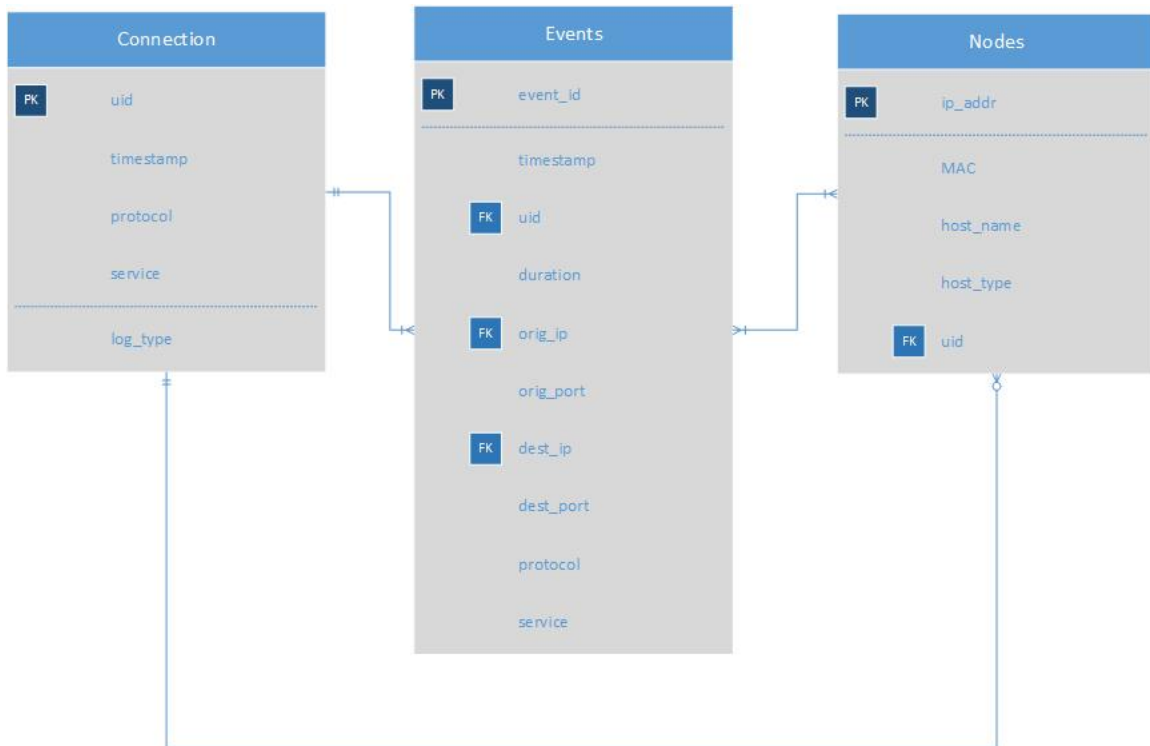 Connection
PK uid
timestamp
protocol
service
log_type
Events
PK event_id
timestamp
FK uid
duration
FK orig_ip
orig_port
FK dest_ip
dest_port
protocol
service
Nodes
PK ip_addr
MAC
host_name
host_type
FK uid